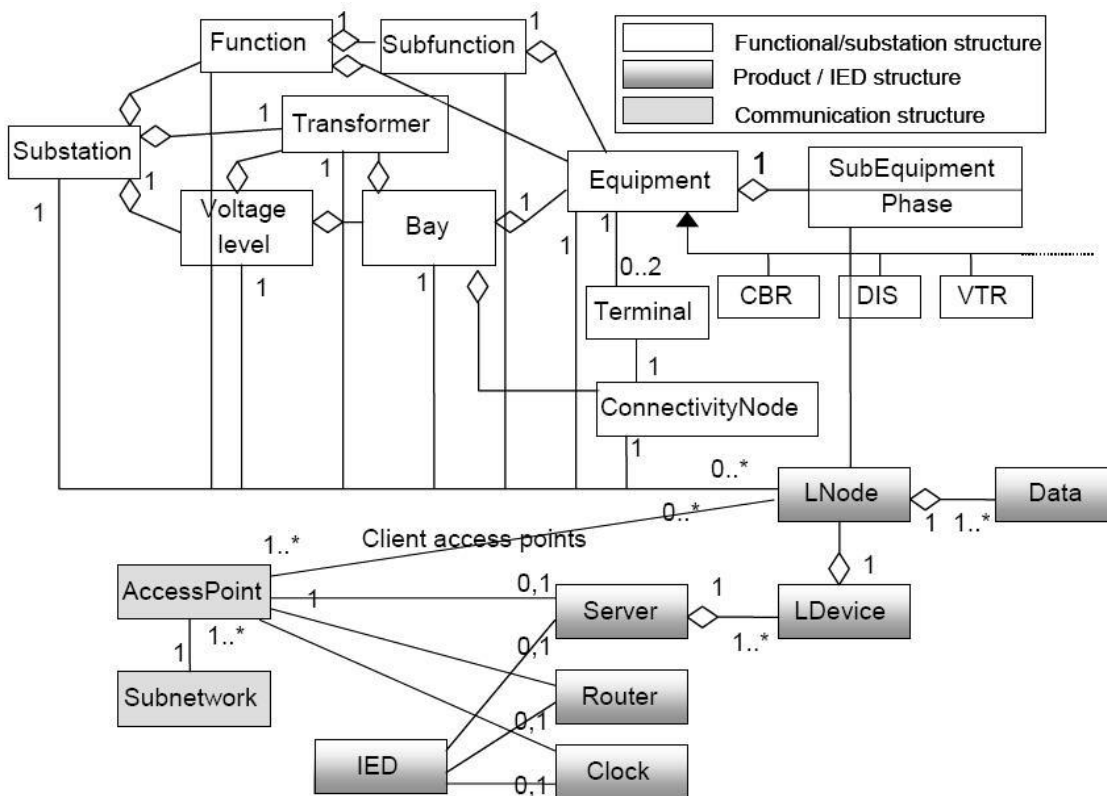 1
Function
Subfunction
1
Functional/substation structure
Product / IED structure
Communication structure
1
Transformer
Substation
1
1
1
1
Equipment
1
SubEquipment
Phase
Voltage
level
Bay
1
1
1
1
1
0..2
CBR
DIS
VTR
Terminal
1
ConnectivityNode
1
0..*
LNode
Data
1
1..*
0..*
Client access points
1..*
1
AccessPoint
1
0,1
Server
1
LDevice
1..*
1..*
0,1
1
Subnetwork
Router
0,1
IED
Clock
0,1